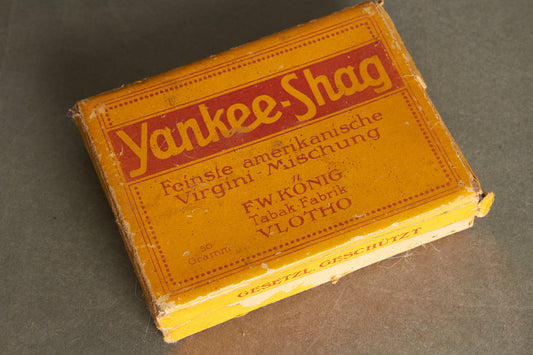 Yankee-Shag
Feinste amerikanische
Virgini-Mischung
"
F.W. KÖNIG
Tabak Fabrik
VLOTHO
50
Gramm
GESETZL. GESCHÜTZT